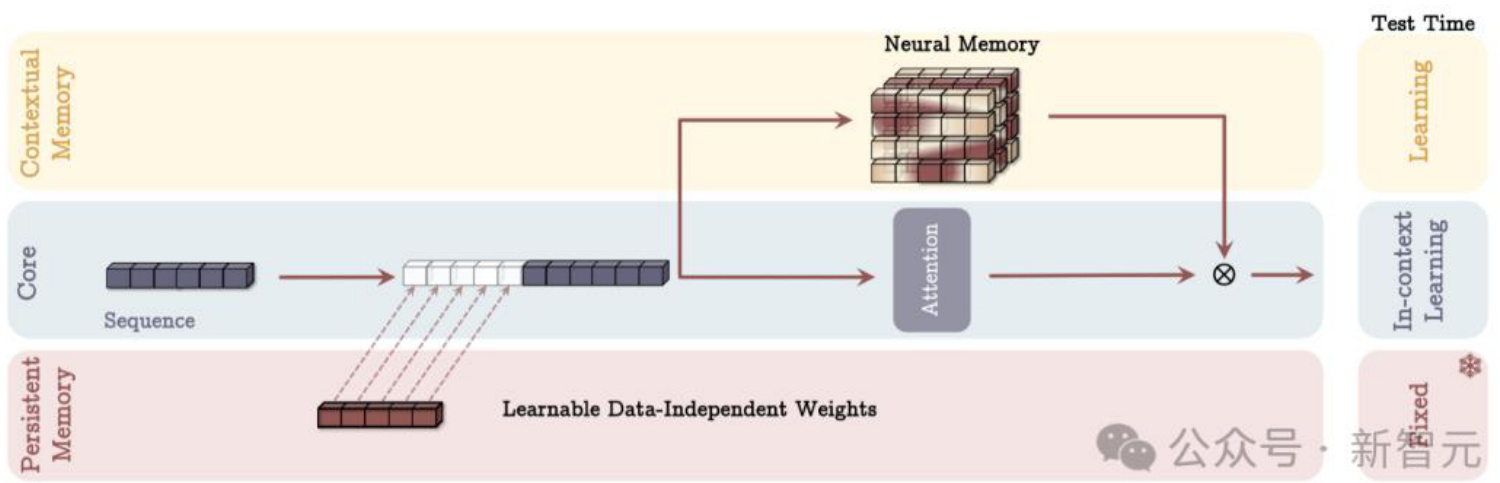 Test Time
Contextual
Memory
Neural Memory
Learning
Core
Sequence
Attention
In-context
Learning
Persistent
Memory
Learnable Data-Independent Weights
Fixed
公众号 · 新智元